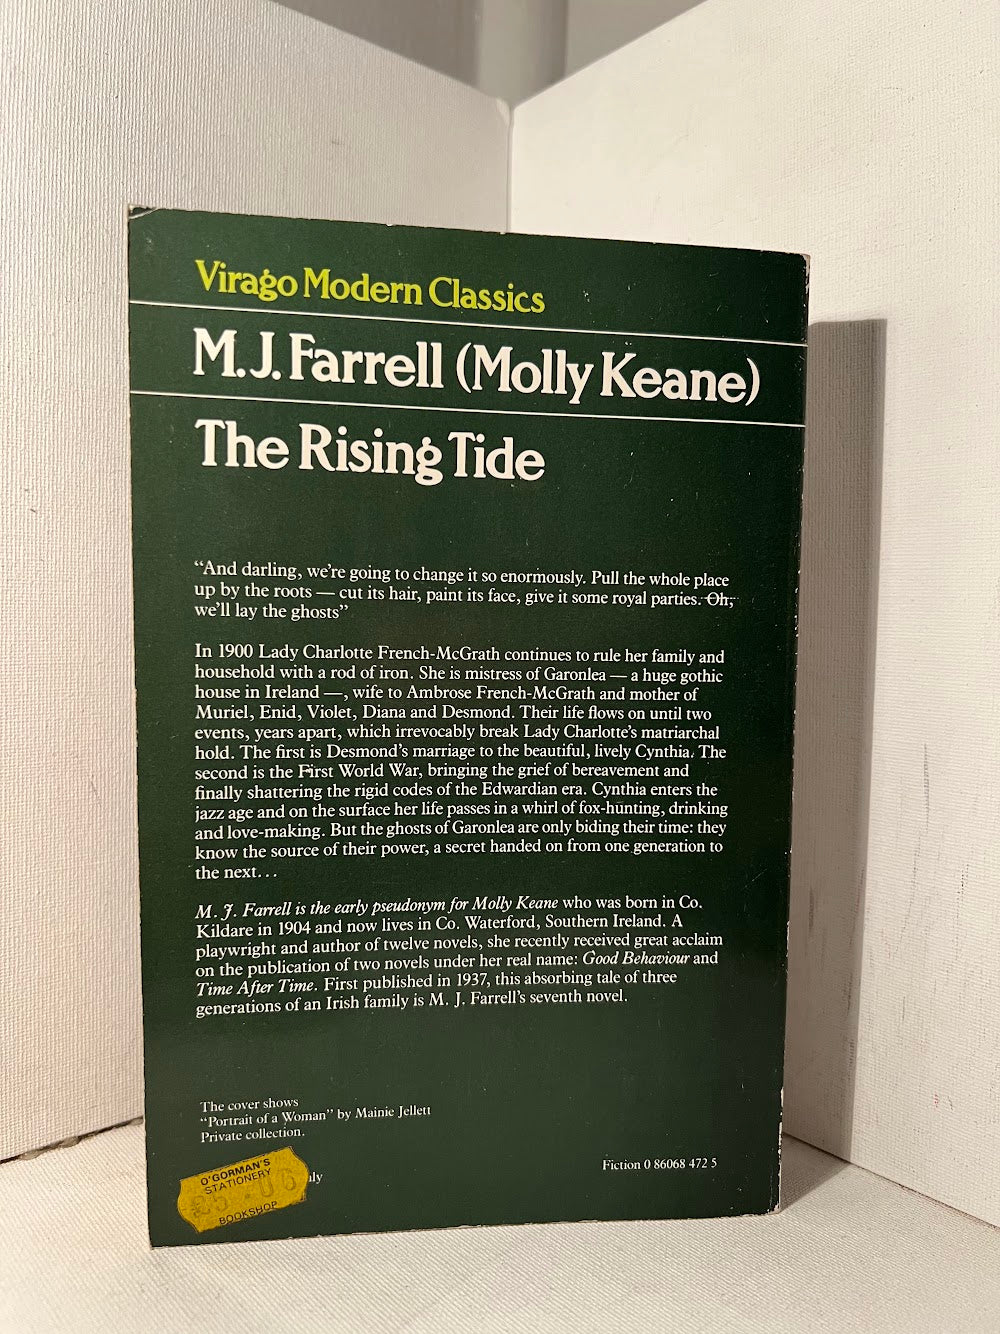 Virago Modern Classics
M.J. Farrell (Molly Keane)
The Rising Tide
“And darling, we’re going to change it so enormously. Pull the whole place
up by the roots — cut its hair, paint its face, give it some royal parties. Oh,
we’ll lay the ghosts”
In 1900 Lady Charlotte French-McGrath continues to rule her family and
household with a rod of iron. She is mistress of Garonlea — a huge gothic
house in Ireland —, wife to Ambrose French-McGrath and mother of
Muriel, Enid, Violet, Diana and Desmond. Their life flows on until two
events, years apart, which irrevocably break Lady Charlotte’s matriarchal
hold. The first is Desmond’s marriage to the beautiful, lively Cynthia. The
second is the First World War, bringing the grief of bereavement and
finally shattering the rigid codes of the Edwardian era. Cynthia enters the
jazz age and on the surface her life passes in a whirl of fox-hunting, drinking
and love-making. But the ghosts of Garonlea are only biding their time: they
know the source of their power, a secret handed on from one generation to
the next...
M. J. Farrell is the early pseudonym for Molly Keane who was born in Co.
Kildare in 1904 and now lives in Co. Waterford, Southern Ireland. A
playwright and author of twelve novels, she recently received great acclaim
on the publication of two novels under her real name: Good Behaviour and
Time After Time. First published in 1937, this absorbing tale of three
generations of an Irish family is M. J. Farrell’s seventh novel.
The cover shows
“Portrait of a Woman” by Mainie Jellett
Private collection.
Fiction 0 86068 472 5
O’GORMAN’S
STATIONERY
BOOKSHOP